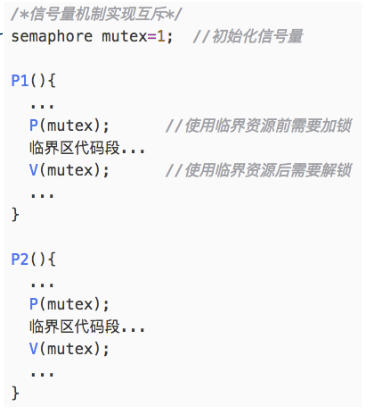 /*信号量机制实现互斥*/
semaphore mutex=1;  //初始化信号量
P1(){
...
P(mutex);      //使用临界资源前需要加锁
临界区代码段...
V(mutex);      //使用临界资源后需要解锁
...
}
P2(){
...
P(mutex);
临界区代码段...
V(mutex);
...
}